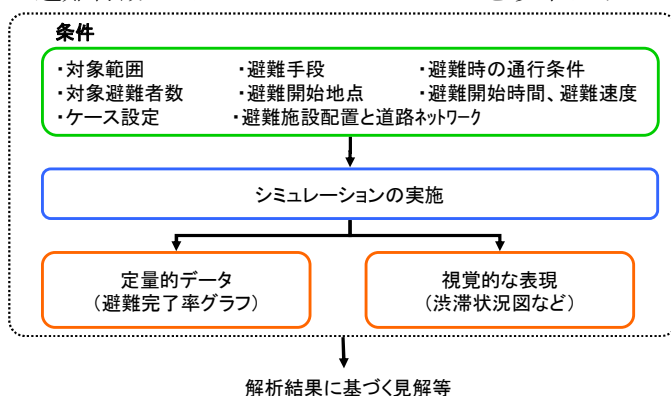 条件
・対象範囲 ・避難手段 ・避難時の通行条件
・対象避難者数 ・避難開始地点 ・避難開始時間、避難速度
・ケース設定 ・避難施設配置と道路ネットワーク
シミュレーションの実施
定量的データ
(避難完了率グラフ)
視覚的な表現
(渋滞状況図など)
解析結果に基づく見解等